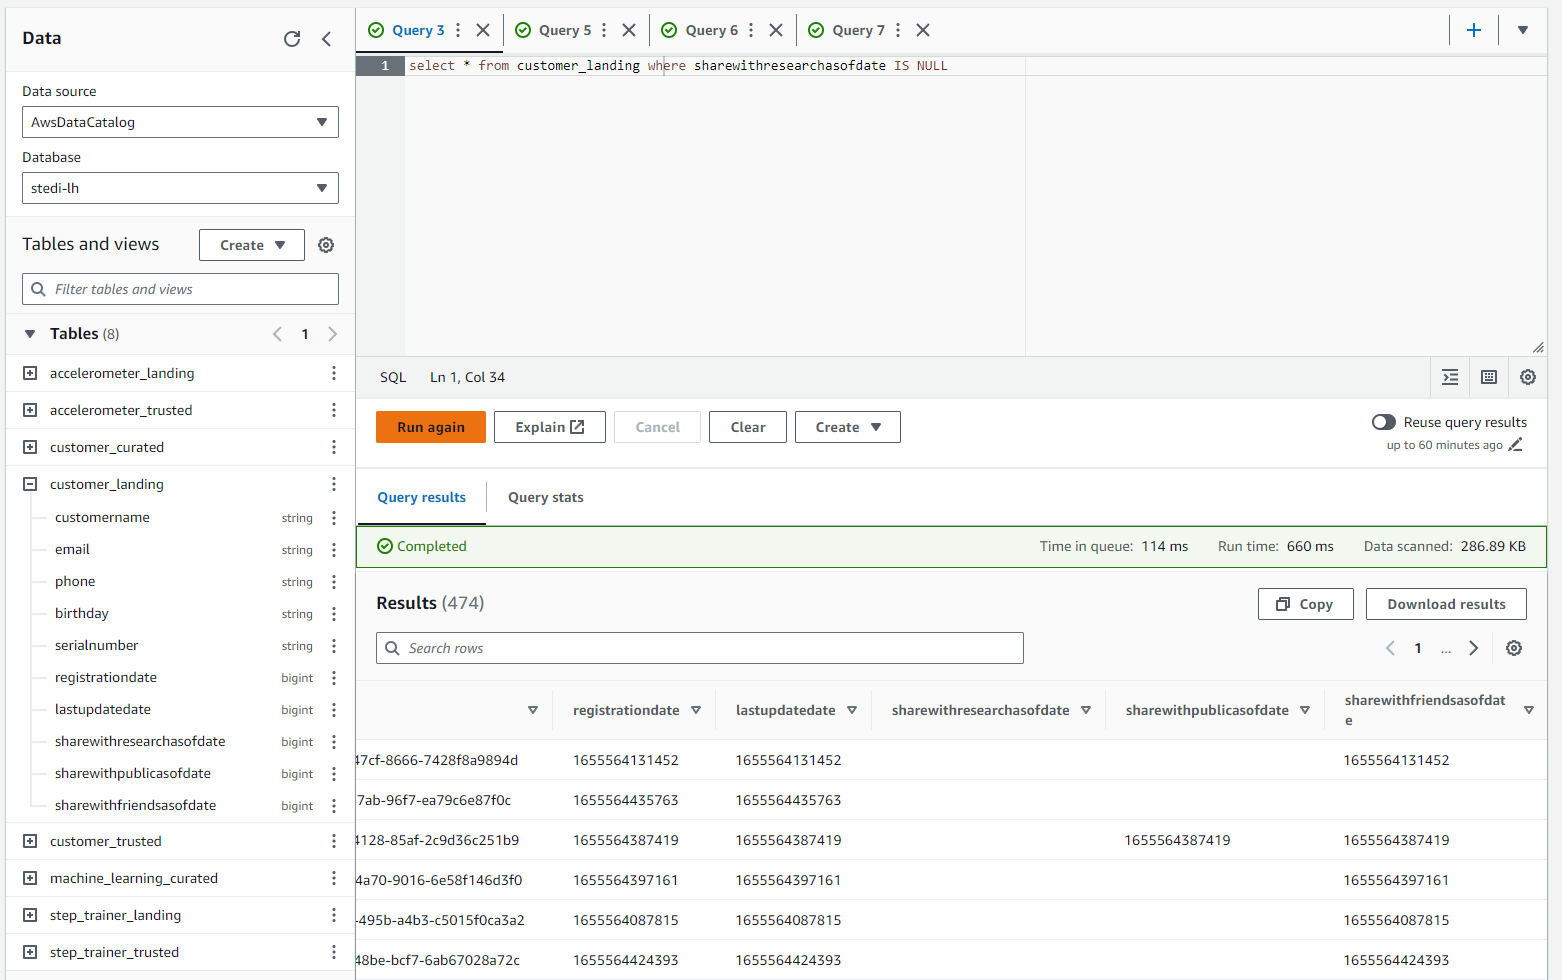 Data
Data source
AwsDataCatalog
Database
stedi-lh
Tables and views
Create
Filter tables and views
Tables (8)
1
accelerometer_landing
accelerometer_trusted
customer_curated
customer_landing
customername string
email string
phone string
birthday string
serialnumber string
registrationdate bigint
lastupdatedate bigint
sharewithresearchasofdate bigint
sharewithpublicasofdate bigint
sharewithfriendsasofdate bigint
customer_trusted
machine_learning_curated
step_trainer_landing
step_trainer_trusted
Query 3 Query 5 Query 6 Query 7
1 select * from customer_landing where sharewithresearchasofdate IS NULL
SQL Ln 1, Col 34
Run again Explain Cancel Clear Create
Reuse query results
up to 60 minutes ago
Query results Query stats
Completed Time in queue: 114 ms Run time: 660 ms Data scanned: 286.89 KB
Results (474)
Copy Download results
Search rows
1 ...
registrationdate lastupdatedate sharewithresearchasofdate sharewithpublicasofdate sharewithfriendsasofdat
e
47cf-8666-7428f8a9894d 1655564131452 1655564131452 1655564131452
7ab-96f7-ea79c6e87f0c 1655564435763 1655564435763
4128-85af-2c9d36c251b9 1655564387419 1655564387419 1655564387419 1655564387419
4a70-9016-6e58f146d3f0 1655564397161 1655564397161 1655564397161
-495b-a4b3-c5015f0ca3a2 1655564087815 1655564087815 1655564087815
48be-bcf7-6ab67028a72c 1655564424393 1655564424393 1655564424393